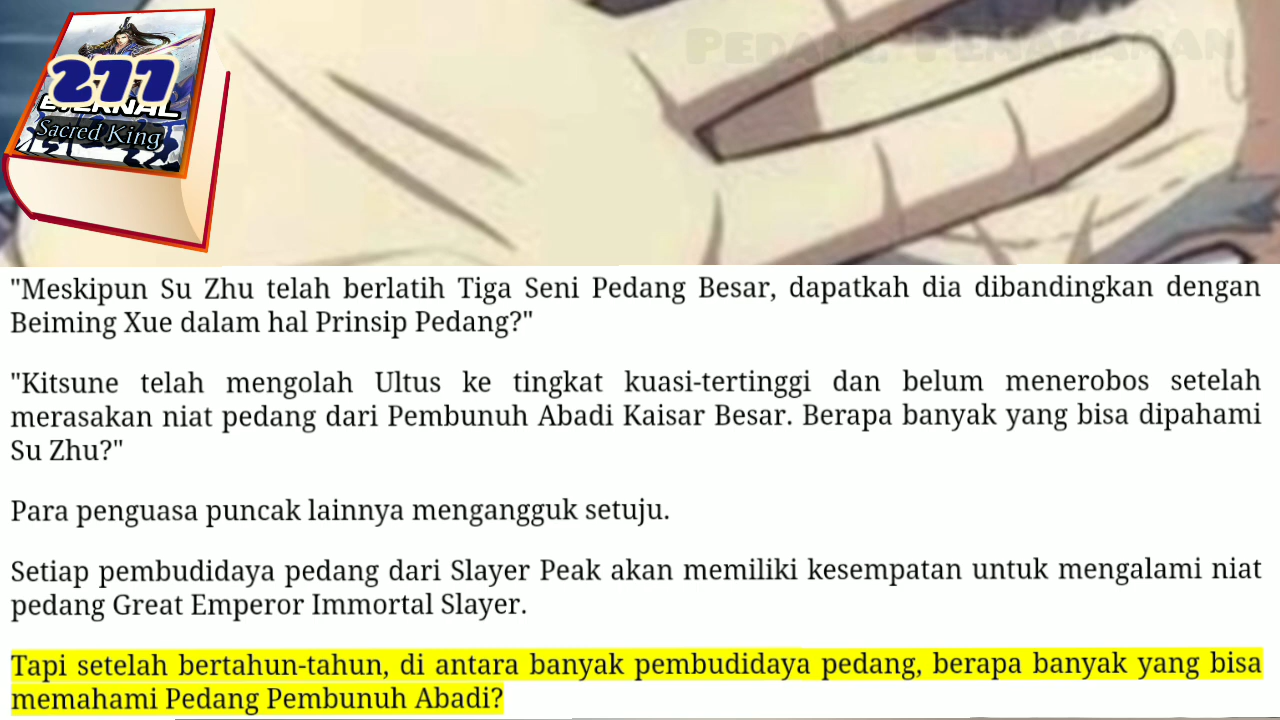 PEDANG PEMAKAMAN
277
ETERNAL
Sacred King
"Meskipun Su Zhu telah berlatih Tiga Seni Pedang Besar, dapatkah dia dibandingkan dengan
Beiming Xue dalam hal Prinsip Pedang?"
"Kitsune telah mengolah Ultus ke tingkat kuasi-tertinggi dan belum menerobos setelah
merasakan niat pedang dari Pembunuh Abadi Kaisar Besar. Berapa banyak yang bisa dipahami
Su Zhu?"
Para penguasa puncak lainnya mengangguk setuju.
Setiap pembudidaya pedang dari Slayer Peak akan memiliki kesempatan untuk mengalami niat
pedang Great Emperor Immortal Slayer.
Tapi setelah bertahun-tahun, di antara banyak pembudidaya pedang, berapa banyak yang bisa
memahami Pedang Pembunuh Abadi?